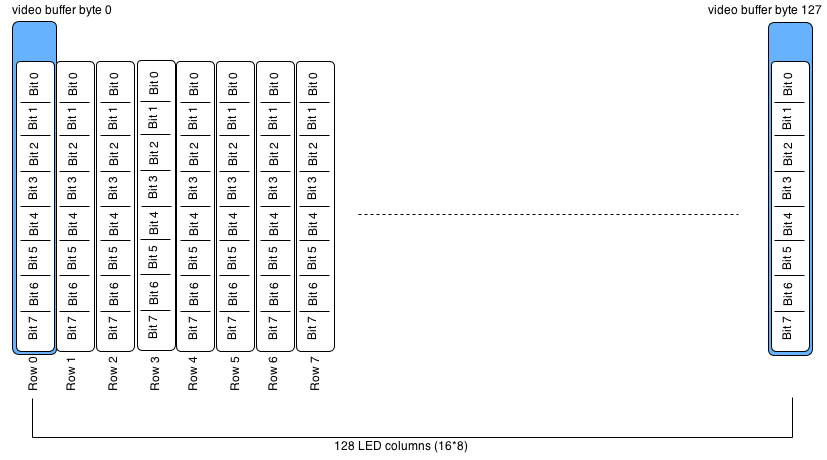 video buffer byte 0
video buffer byte 127
Bit 0 Bit 0 Bit 0 Bit 0 Bit 0 Bit 0 Bit 0 Bit 0 Bit 0
Bit 1 Bit 1 Bit 1 Bit 1 Bit 1 Bit 1 Bit 1 Bit 1 Bit 1
Bit 2 Bit 2 Bit 2 Bit 2 Bit 2 Bit 2 Bit 2 Bit 2 Bit 2
Bit 3 Bit 3 Bit 3 Bit 3 Bit 3 Bit 3 Bit 3 Bit 3 Bit 3
Bit 4 Bit 4 Bit 4 Bit 4 Bit 4 Bit 4 Bit 4 Bit 4 Bit 4
Bit 5 Bit 5 Bit 5 Bit 5 Bit 5 Bit 5 Bit 5 Bit 5 Bit 5
Bit 6 Bit 6 Bit 6 Bit 6 Bit 6 Bit 6 Bit 6 Bit 6 Bit 6
Bit 7 Bit 7 Bit 7 Bit 7 Bit 7 Bit 7 Bit 7 Bit 7 Bit 7
Row 0 Row 1 Row 2 Row 3 Row 4 Row 5 Row 6 Row 7
128 LED columns (16*8)